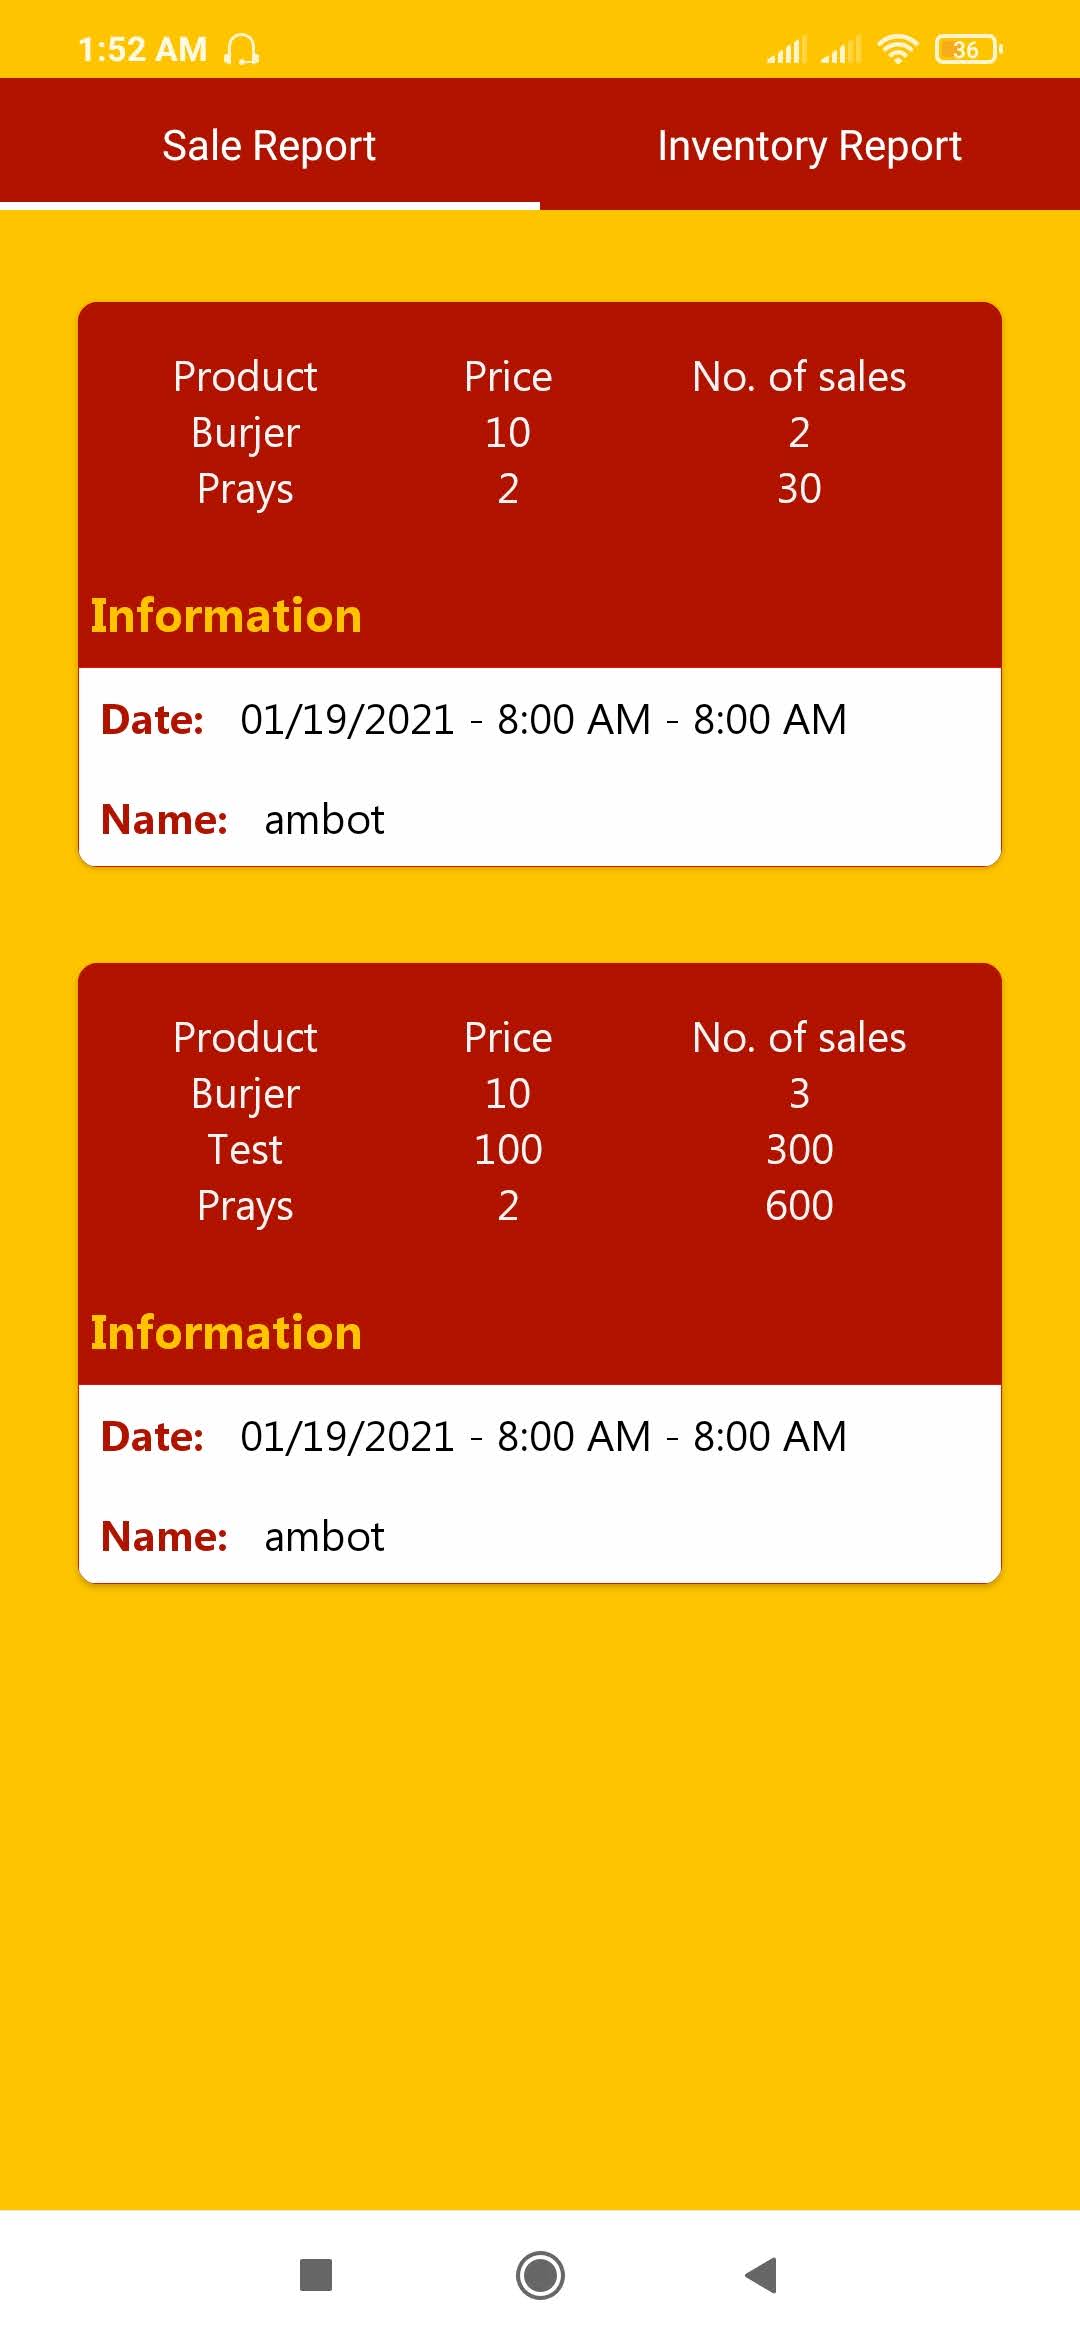 1:52 AM 36
Sale Report Inventory Report
Product Price No. of sales
Burjer 10 2
Prays 2 30
Information
Date: 01/19/2021 - 8:00 AM - 8:00 AM
Name: ambot
Product Price No. of sales
Burjer 10 3
Test 100 300
Prays 2 600
Information
Date: 01/19/2021 - 8:00 AM - 8:00 AM
Name: ambot